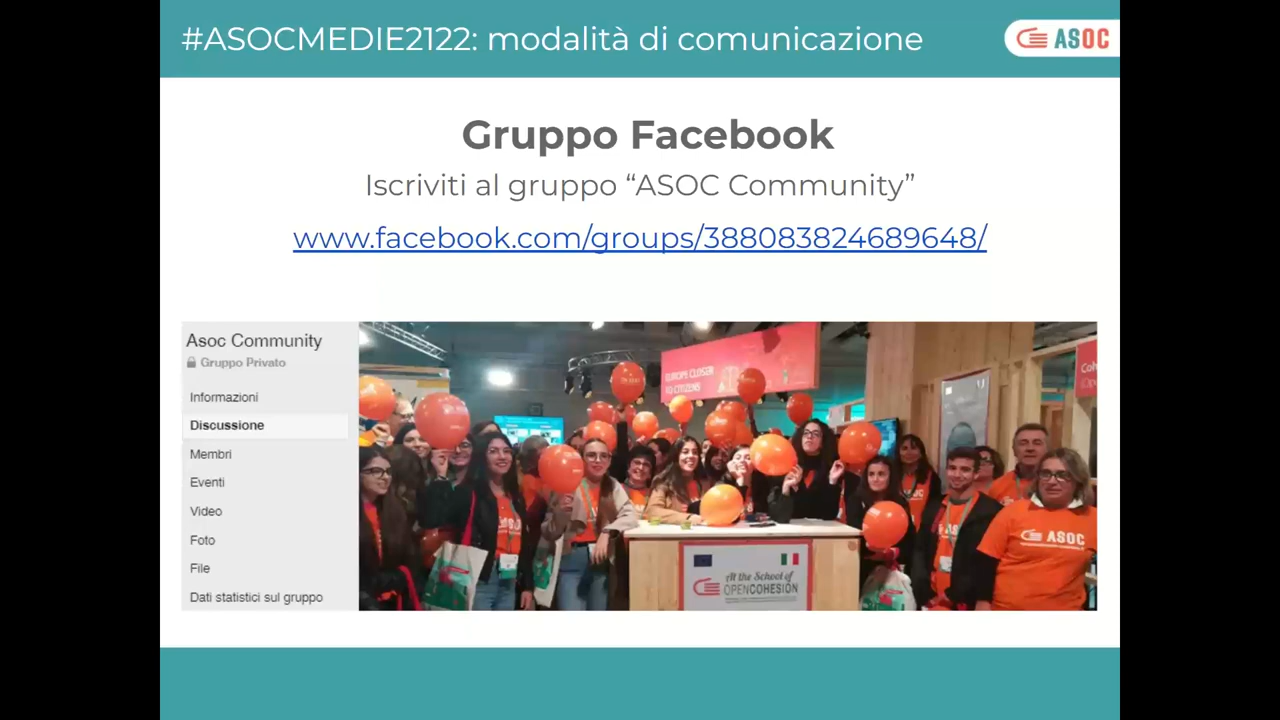 #ASOCMEDIE2122: modalità di comunicazione
ASOC
Gruppo Facebook
Iscriviti al gruppo “ASOC Community”
www.facebook.com/groups/388083824689648/
Asoc Community
Gruppo Privato
Informazioni
Discussione
Membri
Eventi
Video
Foto
File
Dati statistici sul gruppo
EUROPE CLOSER
TO CITIZENS
ASOC
At the School of
OPENCOHESION